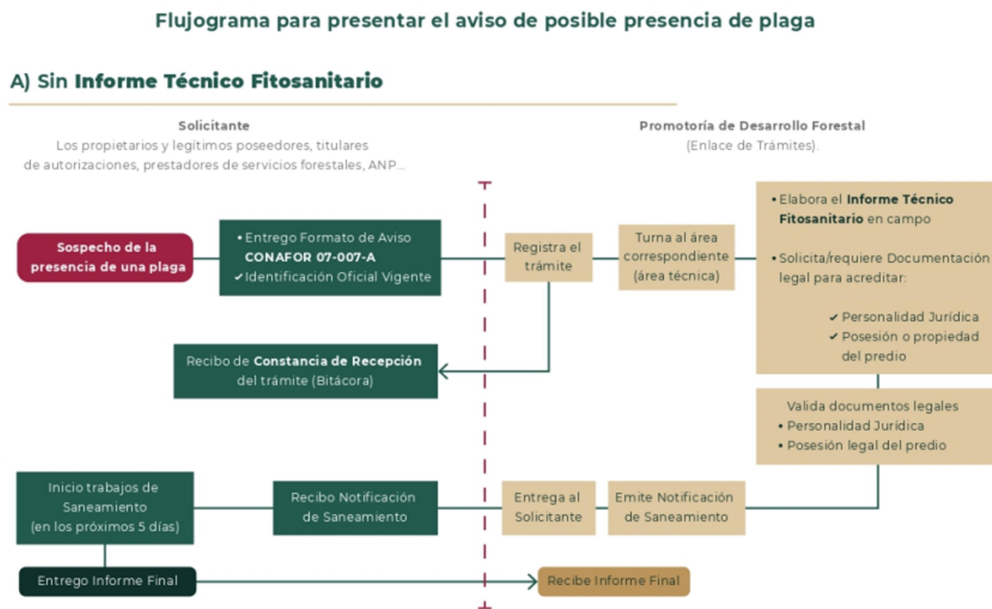 Flujograma para presentar el aviso de posible presencia de plaga
A) Sin Informe Técnico Fitosanitario
Solicitante
Los propietarios y legítimos poseedores, titulares
de autorizaciones, prestadores de servicios forestales, ANP...
Promotoría de Desarrollo Forestal
(Enlace de Trámites).
Sospecho de la
presencia de una plaga
• Entrego Formato de Aviso
CONAFOR 07-007-A
✓ Identificación Oficial Vigente
Registra el
trámite
Turna al área
correspondiente
(área técnica)
• Elabora el Informe Técnico
Fitosanitario en campo
• Solicita/requiere Documentación
legal para acreditar:
✓ Personalidad Jurídica
✓ Posesión o propiedad
del predio
Recibo de Constancia de Recepción
del trámite (Bitácora)
Valida documentos legales
• Personalidad Jurídica
• Posesión legal del predio
Inicio trabajos de
Saneamiento
(en los próximos 5 días)
Recibo Notificación
de Saneamiento
Entrega al
Solicitante
Emite Notificación
de Saneamiento
Entrego Informe Final
Recibe Informe Final